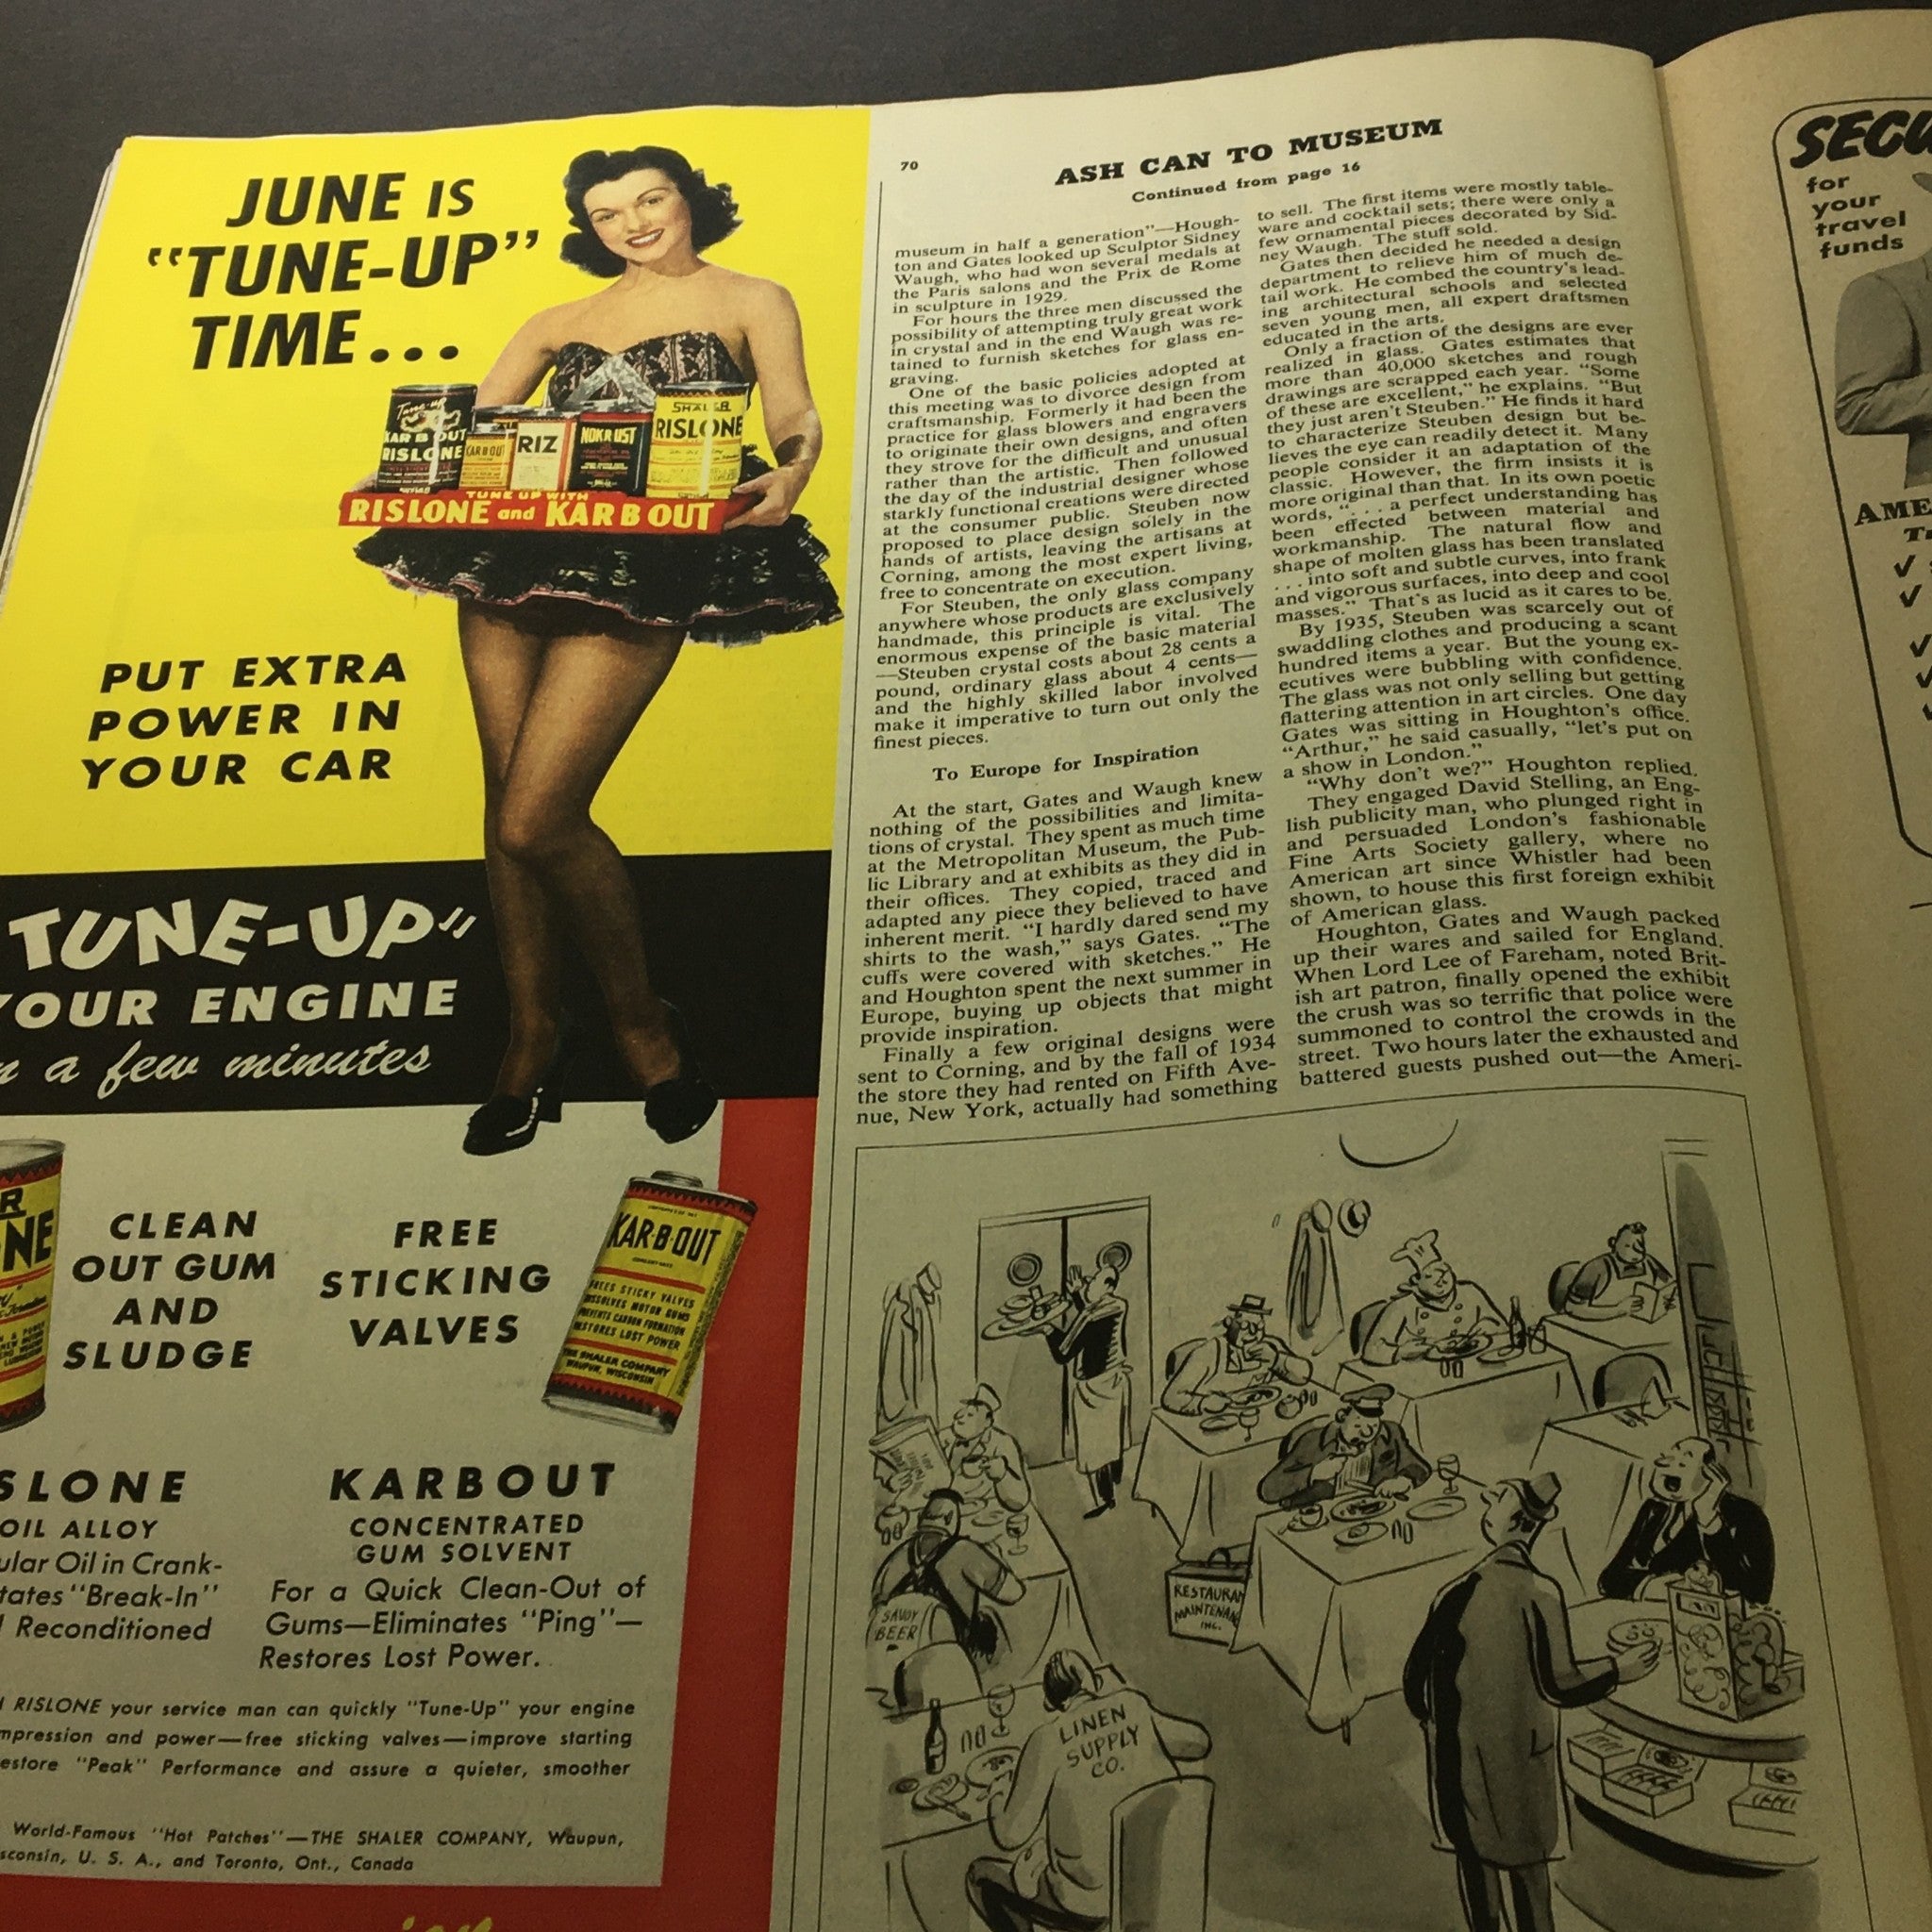 JUNE IS
"TUNE-UP"
TIME...
Tune-up
KAR B OUT
RISLONE
KARBOUT
RIZ
NOKRUST
SHALER
RISLONE
TUNE UP WITH
RISLONE and KAR B OUT
PUT EXTRA
POWER IN
YOUR CAR
TUNE-UP"
YOUR ENGINE
a few minutes
CLEAN
OUT GUM
AND
SLUDGE
FREE
STICKING
VALVES
KAR-B-OUT
FREES STICKY VALVES
DISSOLVES MOTOR GUMS
PREVENTS CARBON FORMATION
RESTORES LOST POWER
THE SHALER COMPANY
WAUPUN, WISCONSIN
SLONE
OIL ALLOY
ular Oil in Crank-
tates "Break-In"
Reconditioned
KARBOUT
CONCENTRATED
GUM SOLVENT
For a Quick Clean-Out of
Gums—Eliminates "Ping"—
Restores Lost Power.
RISLONE your service man can quickly "Tune-Up" your engine
mpression and power—free sticking valves—improve starting
estore "Peak" Performance and assure a quieter, smoother
World-Famous "Hot Patches"—THE SHALER COMPANY, Waupun,
sconsin, U. S. A., and Toronto, Ont., Canada
70
ASH CAN TO MUSEUM
Continued from page 16
museum in half a generation"—Hough-
ton and Gates looked up Sculptor Sidney
Waugh, who had won several medals at
the Paris salons and the Prix de Rome
in sculpture in 1929.
For hours the three men discussed the
possibility of attempting truly great work
in crystal and in the end Waugh was re-
tained to furnish sketches for glass en-
graving.
One of the basic policies adopted at
this meeting was to divorce design from
craftsmanship. Formerly it had been the
practice for glass blowers and engravers
to originate their own designs, and often
they strove for the difficult and unusual
rather than the artistic. Then followed
the day of the industrial designer whose
starkly functional creations were directed
at the consumer public. Steuben now
proposed to place design solely in the
hands of artists, leaving the artisans at
Corning, among the most expert living,
free to concentrate on execution.
For Steuben, the only glass company
anywhere whose products are exclusively
handmade, this principle is vital. The
enormous expense of the basic material
—Steuben crystal costs about 28 cents a
pound, ordinary glass about 4 cents—
and the highly skilled labor involved
make it imperative to turn out only the
finest pieces.
To Europe for Inspiration
At the start, Gates and Waugh knew
nothing of the possibilities and limita-
tions of crystal. They spent as much time
at the Metropolitan Museum, the Pub-
lic Library and at exhibits as they did in
their offices. They copied, traced and
adapted any piece they believed to have
inherent merit. "I hardly dared send my
shirts to the wash," says Gates. "The
cuffs were covered with sketches." He
and Houghton spent the next summer in
Europe, buying up objects that might
provide inspiration.
Finally a few original designs were
sent to Corning, and by the fall of 1934
the store they had rented on Fifth Ave-
nue, New York, actually had something
to sell. The first items were mostly table-
ware and cocktail sets; there were only a
few ornamental pieces decorated by Sid-
ney Waugh. The stuff sold.
Gates then decided he needed a design
department to relieve him of much de-
tail work. He combed the country's lead-
ing architectural schools and selected
seven young men, all expert draftsmen
educated in the arts.
Only a fraction of the designs are ever
realized in glass. Gates estimates that
more than 40,000 sketches and rough
drawings are scrapped each year. "Some
of these are excellent," he explains. "But
they just aren't Steuben." He finds it hard
to characterize Steuben design but be-
lieves the eye can readily detect it. Many
people consider it an adaptation of the
classic. However, the firm insists it is
more original than that. In its own poetic
words, ". . . a perfect understanding has
been effected between material and
workmanship. The natural flow and
shape of molten glass has been translated
. . . into soft and subtle curves, into frank
and vigorous surfaces, into deep and cool
masses." That's as lucid as it cares to be.
By 1935, Steuben was scarcely out of
swaddling clothes and producing a scant
hundred items a year. But the young ex-
ecutives were bubbling with confidence.
The glass was not only selling but getting
flattering attention in art circles. One day
Gates was sitting in Houghton's office.
"Arthur," he said casually, "let's put on
a show in London."
"Why don't we?" Houghton replied.
They engaged David Stelling, an Eng-
lish publicity man, who plunged right in
and persuaded London's fashionable
Fine Arts Society gallery, where no
American art since Whistler had been
shown, to house this first foreign exhibit
of American glass.
Houghton, Gates and Waugh packed
up their wares and sailed for England.
When Lord Lee of Fareham, noted Brit-
ish art patron, finally opened the exhibit
the crush was so terrific that police were
summoned to control the crowds in the
street. Two hours later the exhausted and
battered guests pushed out—the Ameri-
SAVOY
BEER
RESTAURAN
MAINTENAN
INC.
LINEN
SUPPLY
CO.
SECU
for
your
travel
funds
AME